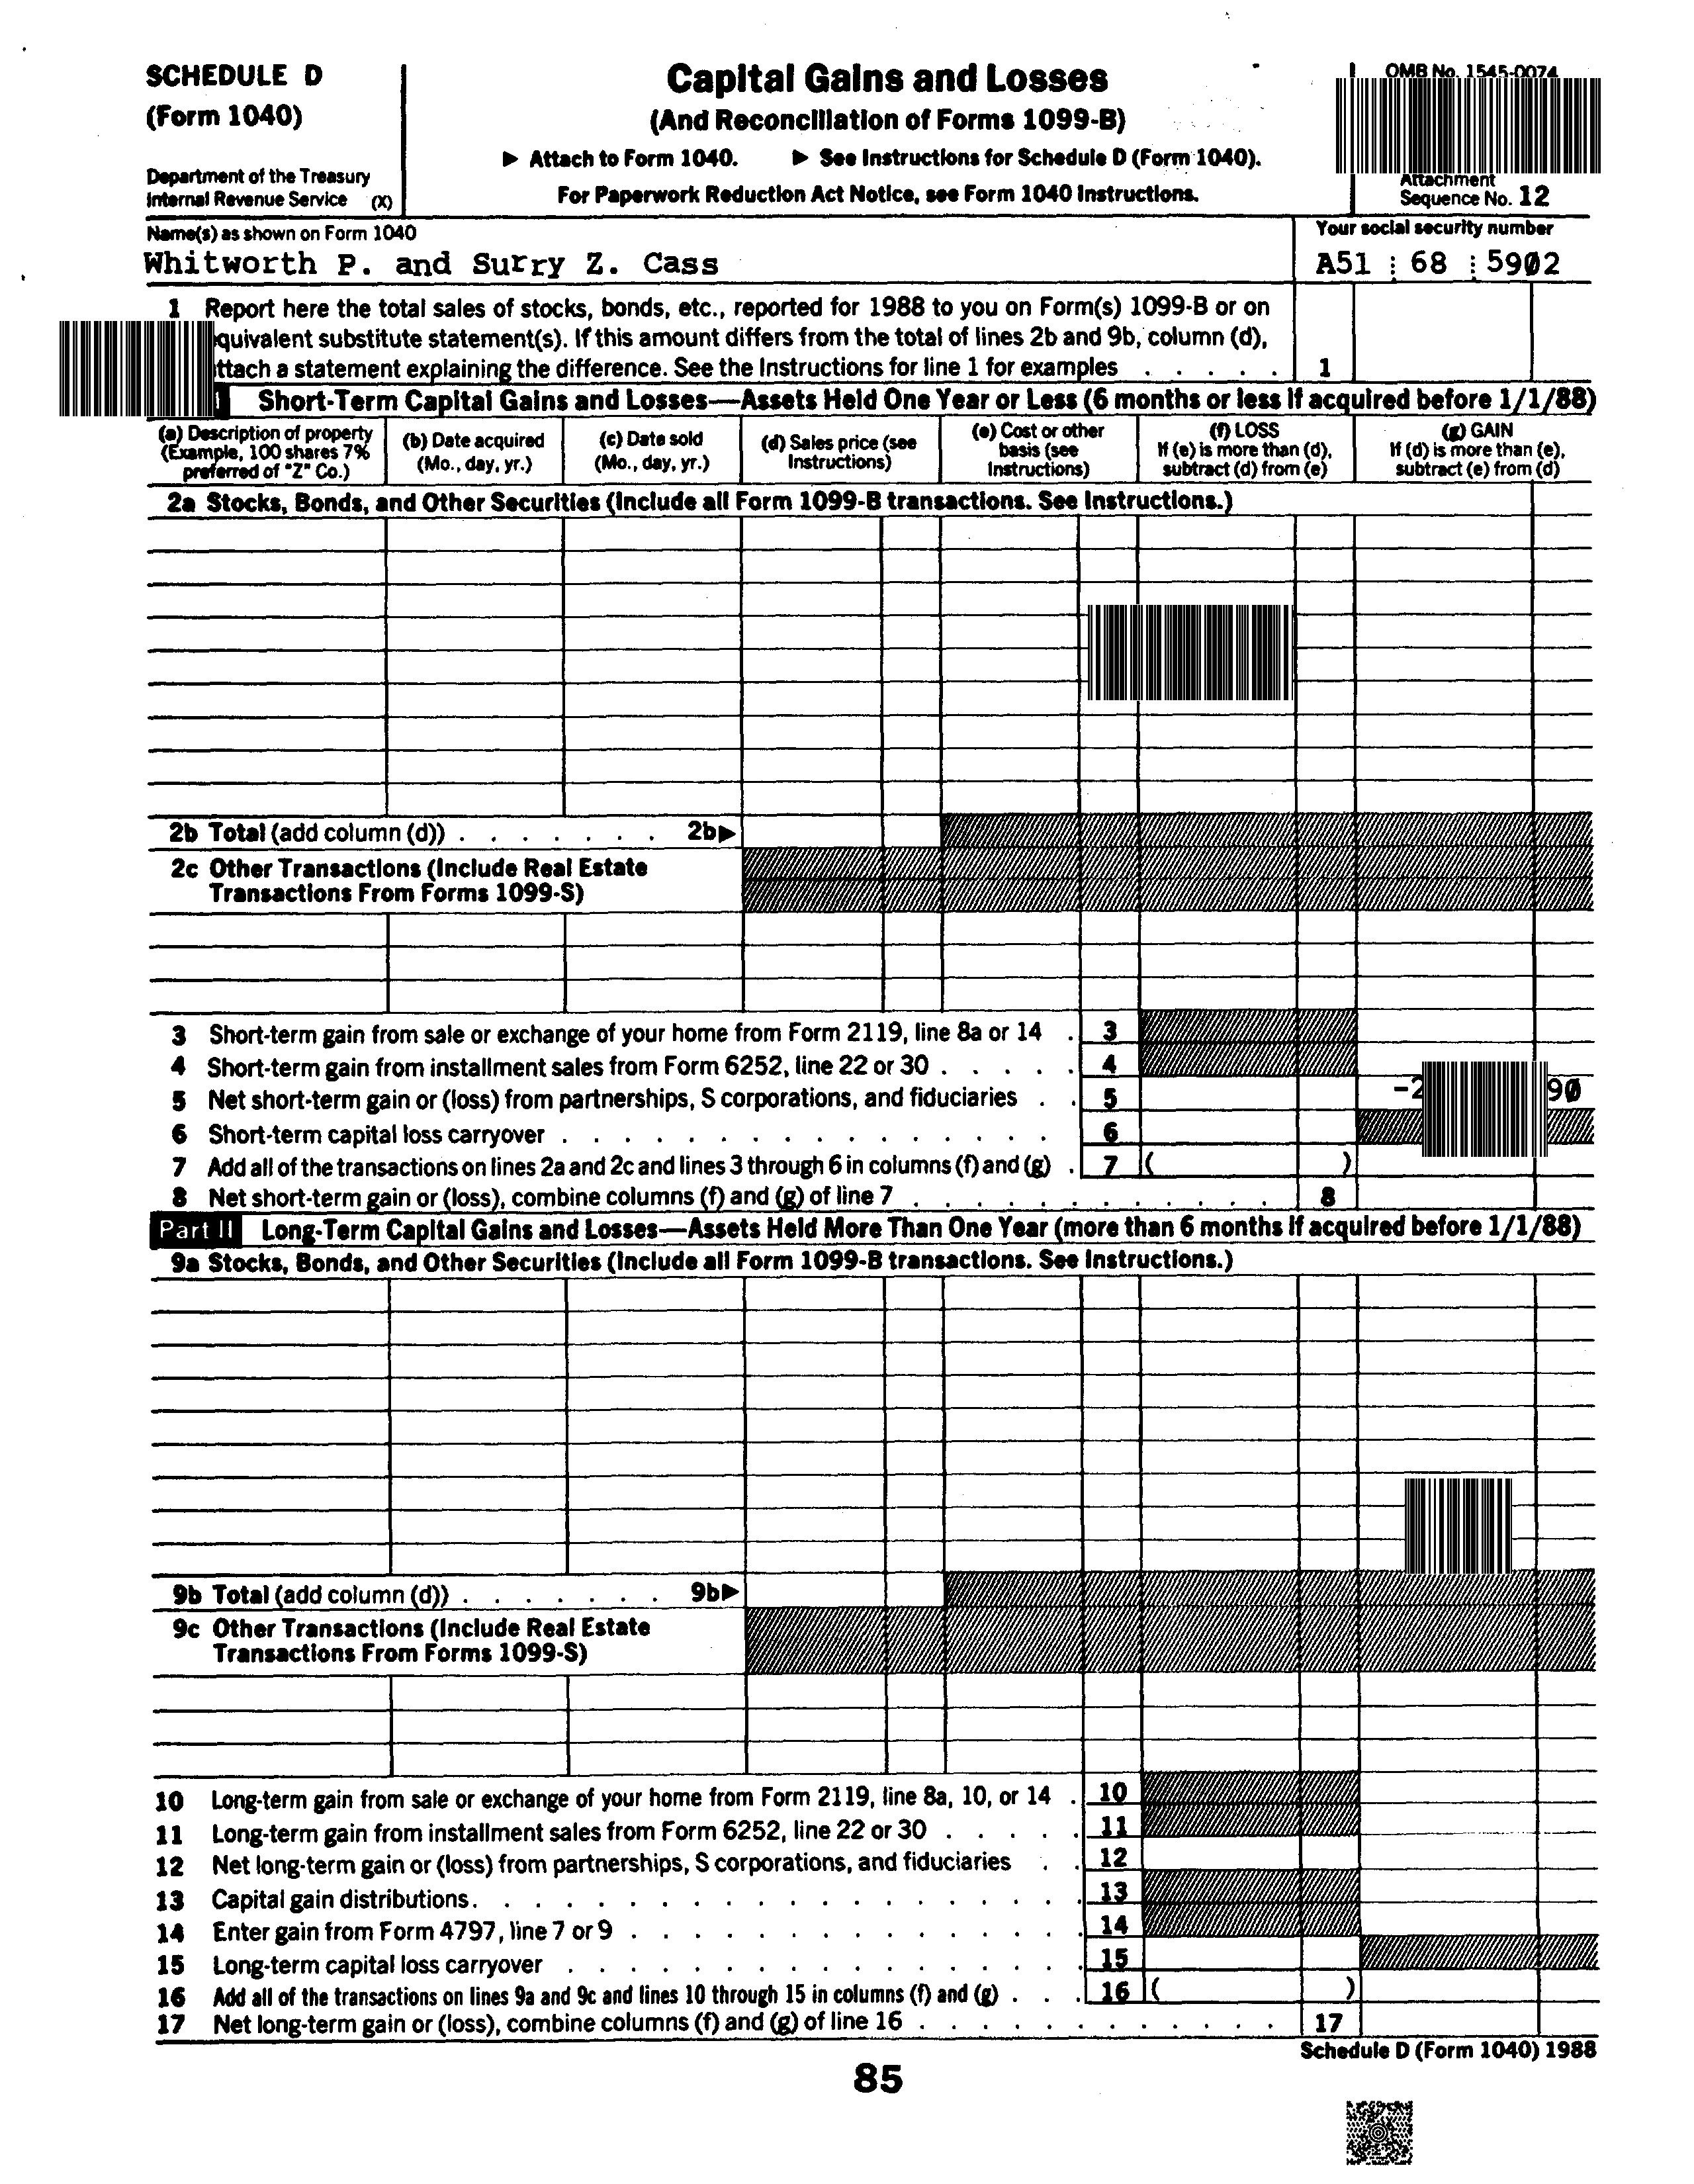 SCHEDULE D
(Form 1040)
Department of the Treasury
Internal Revenue Service (X)
Capital Gains and Losses
(And Reconciliation of Forms 1099-B)
▶ Attach to Form 1040. ▶ See Instructions for Schedule D (Form 1040).
For Paperwork Reduction Act Notice, see Form 1040 Instructions.
OMB No. 1545-0074
Attachment
Sequence No. 12
Name(s) as shown on Form 1040
Whitworth P. and Surry Z. Cass
Your social security number
A51 : 68 : 5902
1 Report here the total sales of stocks, bonds, etc., reported for 1988 to you on Form(s) 1099-B or on
quivalent substitute statement(s). If this amount differs from the total of lines 2b and 9b, column (d),
ttach a statement explaining the difference. See the Instructions for line 1 for examples . . . . . 1
Short-Term Capital Gains and Losses—Assets Held One Year or Less (6 months or less if acquired before 1/1/88)
(a) Description of property
(Example, 100 shares 7%
preferred of "Z" Co.)
(b) Date acquired
(Mo., day, yr.)
(c) Date sold
(Mo., day, yr.)
(d) Sales price (see
Instructions)
(e) Cost or other
basis (see
Instructions)
(f) LOSS
If (e) is more than (d),
subtract (d) from (e)
(g) GAIN
If (d) is more than (e),
subtract (e) from (d)
2a Stocks, Bonds, and Other Securities (Include all Form 1099-B transactions. See Instructions.)
2b Total (add column (d)) . . . . . . . 2b▶
2c Other Transactions (Include Real Estate
Transactions From Forms 1099-S)
3 Short-term gain from sale or exchange of your home from Form 2119, line 8a or 14 . 3
4 Short-term gain from installment sales from Form 6252, line 22 or 30 . . . . . 4
5 Net short-term gain or (loss) from partnerships, S corporations, and fiduciaries . . 5 -2 90
6 Short-term capital loss carryover . . . . . . . . . . . . . . . 6
7 Add all of the transactions on lines 2a and 2c and lines 3 through 6 in columns (f) and (g) . 7 ( )
8 Net short-term gain or (loss), combine columns (f) and (g) of line 7 . . . . . . . . . . . . 8
Part II Long-Term Capital Gains and Losses—Assets Held More Than One Year (more than 6 months if acquired before 1/1/88)
9a Stocks, Bonds, and Other Securities (Include all Form 1099-B transactions. See Instructions.)
9b Total (add column (d)) . . . . . . . 9b▶
9c Other Transactions (Include Real Estate
Transactions From Forms 1099-S)
10 Long-term gain from sale or exchange of your home from Form 2119, line 8a, 10, or 14 . 10
11 Long-term gain from installment sales from Form 6252, line 22 or 30 . . . . . 11
12 Net long-term gain or (loss) from partnerships, S corporations, and fiduciaries . . 12
13 Capital gain distributions. . . . . . . . . . . . . . . . . . . 13
14 Enter gain from Form 4797, line 7 or 9 . . . . . . . . . . . . . . 14
15 Long-term capital loss carryover . . . . . . . . . . . . . . . . 15
16 Add all of the transactions on lines 9a and 9c and lines 10 through 15 in columns (f) and (g) . . . 16 ( )
17 Net long-term gain or (loss), combine columns (f) and (g) of line 16 . . . . . . . . . . . . 17
Schedule D (Form 1040) 1988
85